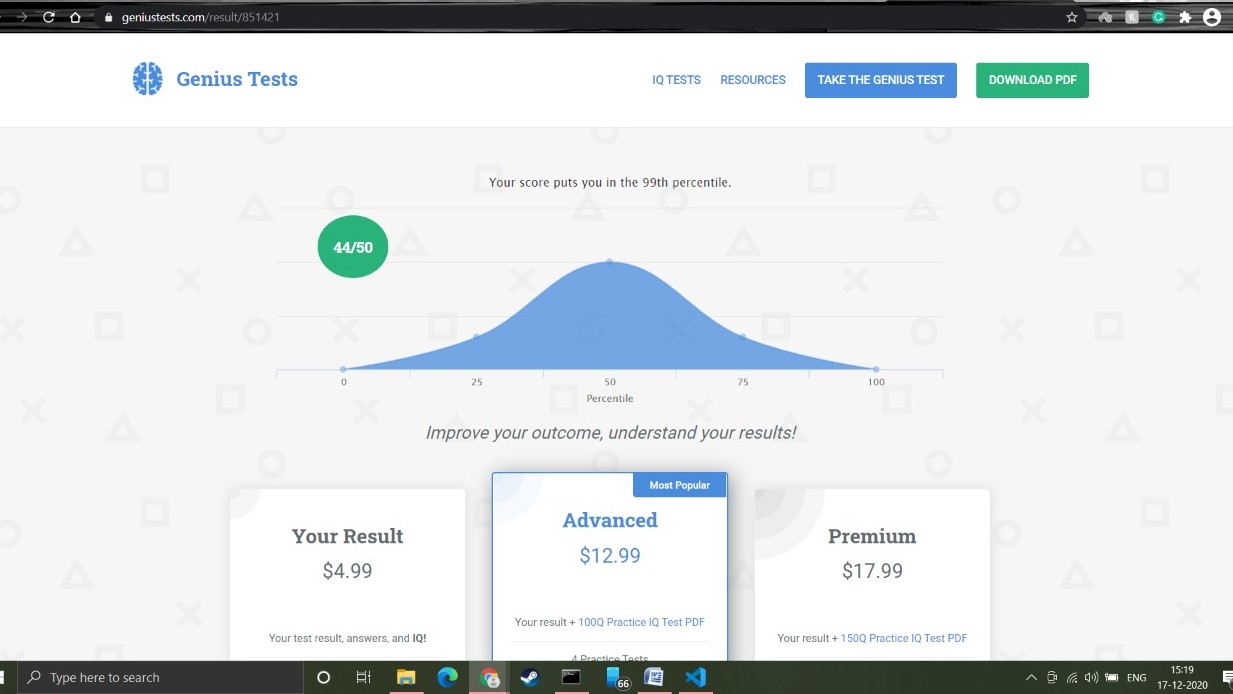 geniustests.com/result/851421
Genius Tests
IQ TESTS
RESOURCES
TAKE THE GENIUS TEST
DOWNLOAD PDF
Your score puts you in the 99th percentile.
44/50
0 25 50 75 100
Percentile
Improve your outcome, understand your results!
Your Result
$4.99
Your test result, answers, and IQ!
Most Popular
Advanced
$12.99
Your result + 100Q Practice IQ Test PDF
4 Practice Tests
Premium
$17.99
Your result + 150Q Practice IQ Test PDF
Type here to search
66
ENG
15:19
17-12-2020